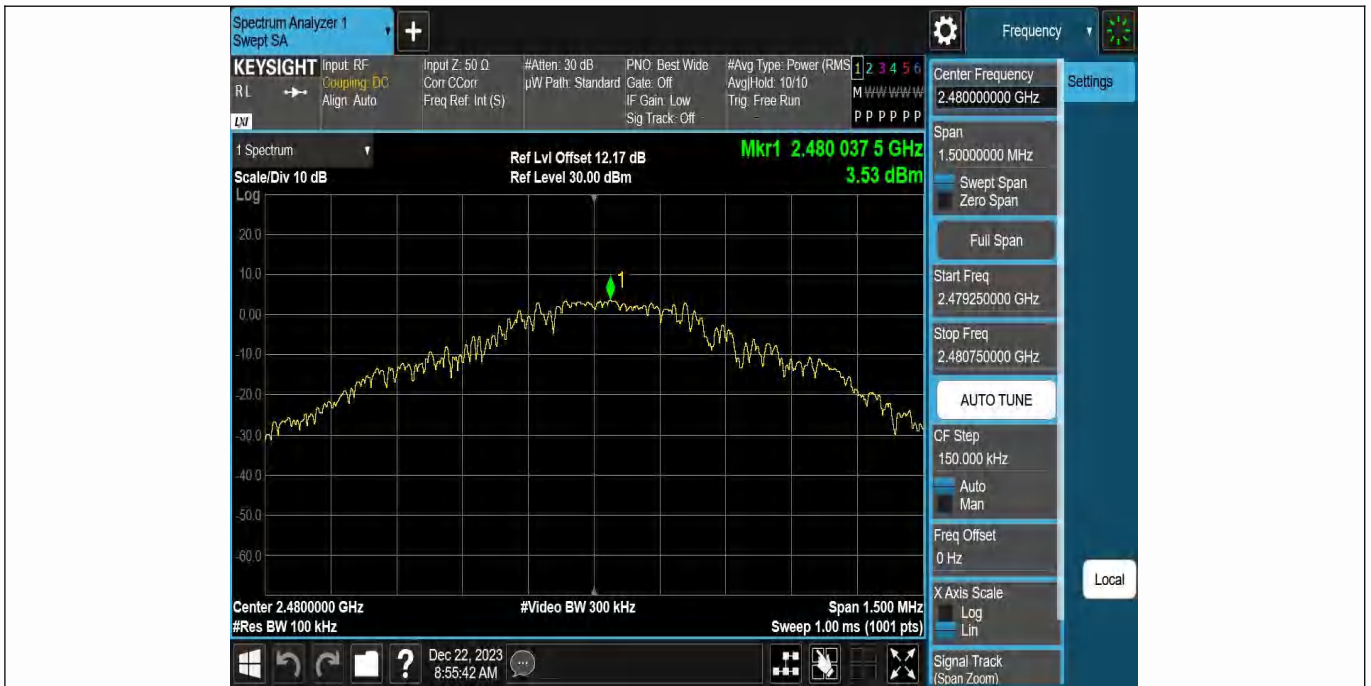 Spectrum Analyzer 1
Swept SA
+
Frequency
KEYSIGHT
RL
LXI
Input: RF
Coupling: DC
Align: Auto
Input Z: 50 Ω
Corr CCorr
Freq Ref: Int (S)
#Atten: 30 dB
µW Path: Standard
PNO: Best Wide
Gate: Off
IF Gain: Low
Sig Track: Off
#Avg Type: Power (RMS
Avg|Hold: 10/10
Trig: Free Run
1 2 3 4 5 6
M W W W W W
P P P P P P
1 Spectrum
Scale/Div 10 dB
Ref Lvl Offset 12.17 dB
Ref Level 30.00 dBm
Mkr1 2.480 037 5 GHz
3.53 dBm
Log
20.0
10.0
0.00
-10.0
-20.0
-30.0
-40.0
-50.0
-60.0
1
Center 2.4800000 GHz
#Res BW 100 kHz
#Video BW 300 kHz
Span 1.500 MHz
Sweep 1.00 ms (1001 pts)
Center Frequency
2.480000000 GHz
Settings
Span
1.50000000 MHz
Swept Span
Zero Span
Full Span
Start Freq
2.479250000 GHz
Stop Freq
2.480750000 GHz
AUTO TUNE
CF Step
150.000 kHz
Auto
Man
Freq Offset
0 Hz
Local
X Axis Scale
Log
Lin
Signal Track
(Span Zoom)
?
Dec 22, 2023
8:55:42 AM